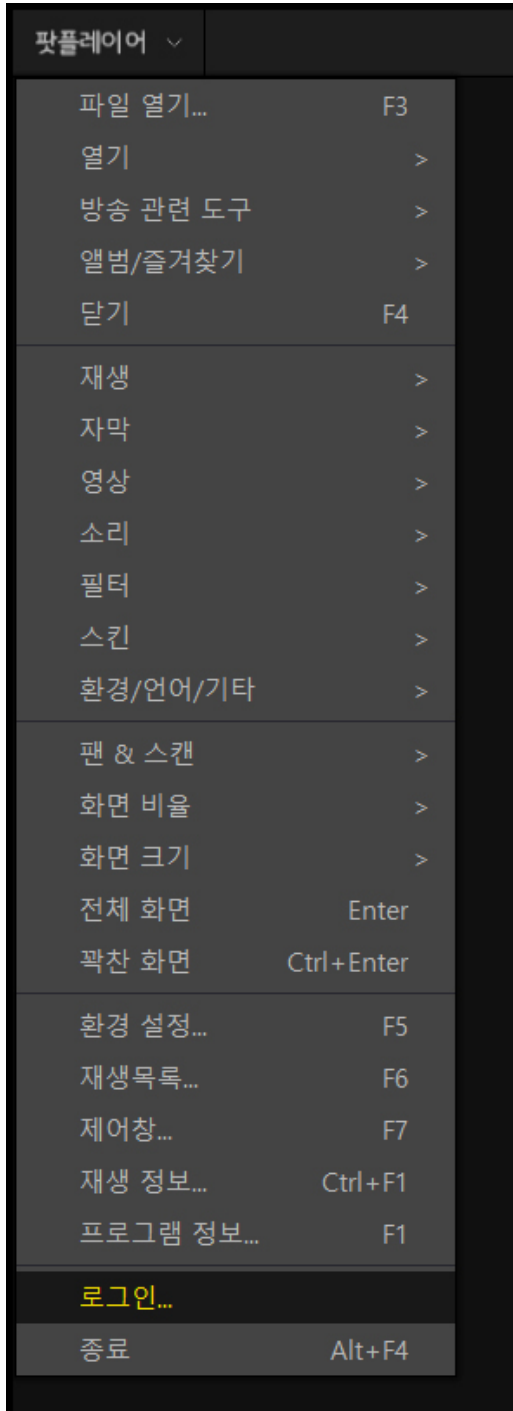 팟플레이어
파일 열기... F3
열기 >
방송 관련 도구 >
앨범/즐겨찾기 >
닫기 F4
재생 >
자막 >
영상 >
소리 >
필터 >
스킨 >
환경/언어/기타 >
팬 & 스캔 >
화면 비율 >
화면 크기 >
전체 화면 Enter
꽉찬 화면 Ctrl+Enter
환경 설정... F5
재생목록... F6
제어창... F7
재생 정보... Ctrl+F1
프로그램 정보... F1
로그인...
종료 Alt+F4